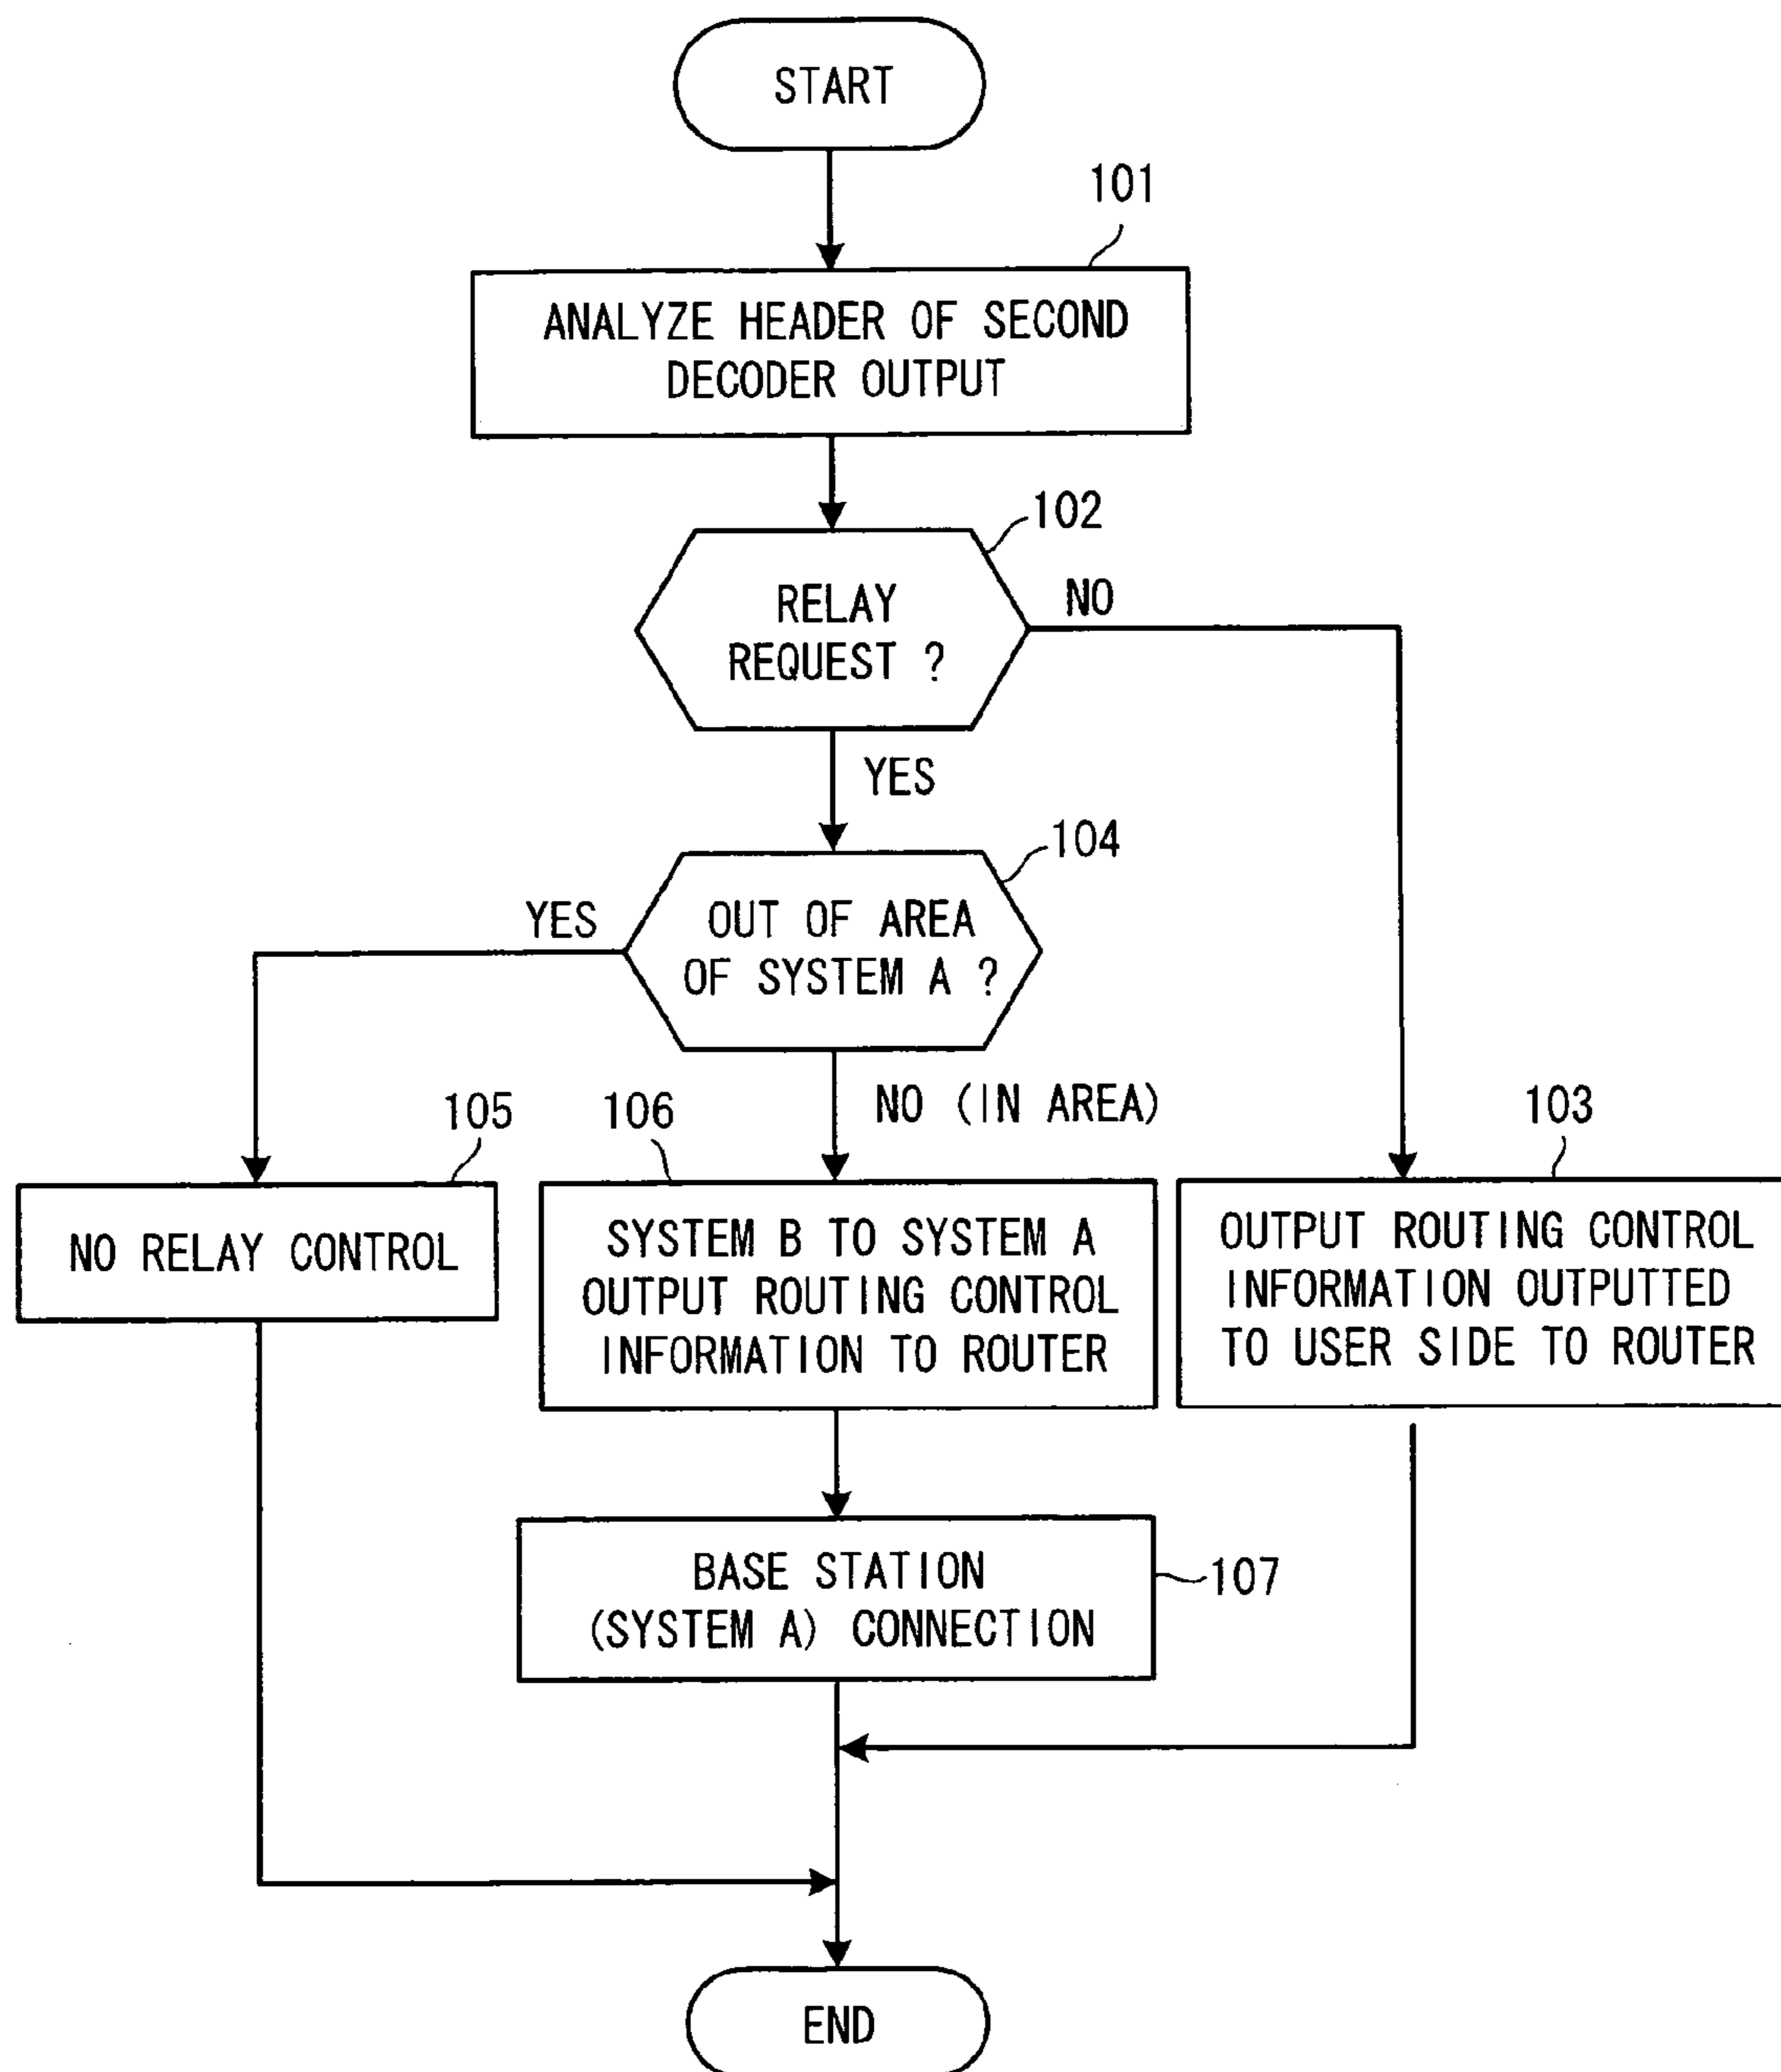 START
101
ANALYZE HEADER OF SECOND
DECODER OUTPUT
102
RELAY
REQUEST ?
NO
YES
104
OUT OF AREA
OF SYSTEM A ?
YES
NO (IN AREA)
105
NO RELAY CONTROL
106
SYSTEM B TO SYSTEM A
OUTPUT ROUTING CONTROL
INFORMATION TO ROUTER
103
OUTPUT ROUTING CONTROL
INFORMATION OUTPUTTED
TO USER SIDE TO ROUTER
BASE STATION
(SYSTEM A) CONNECTION
107
END